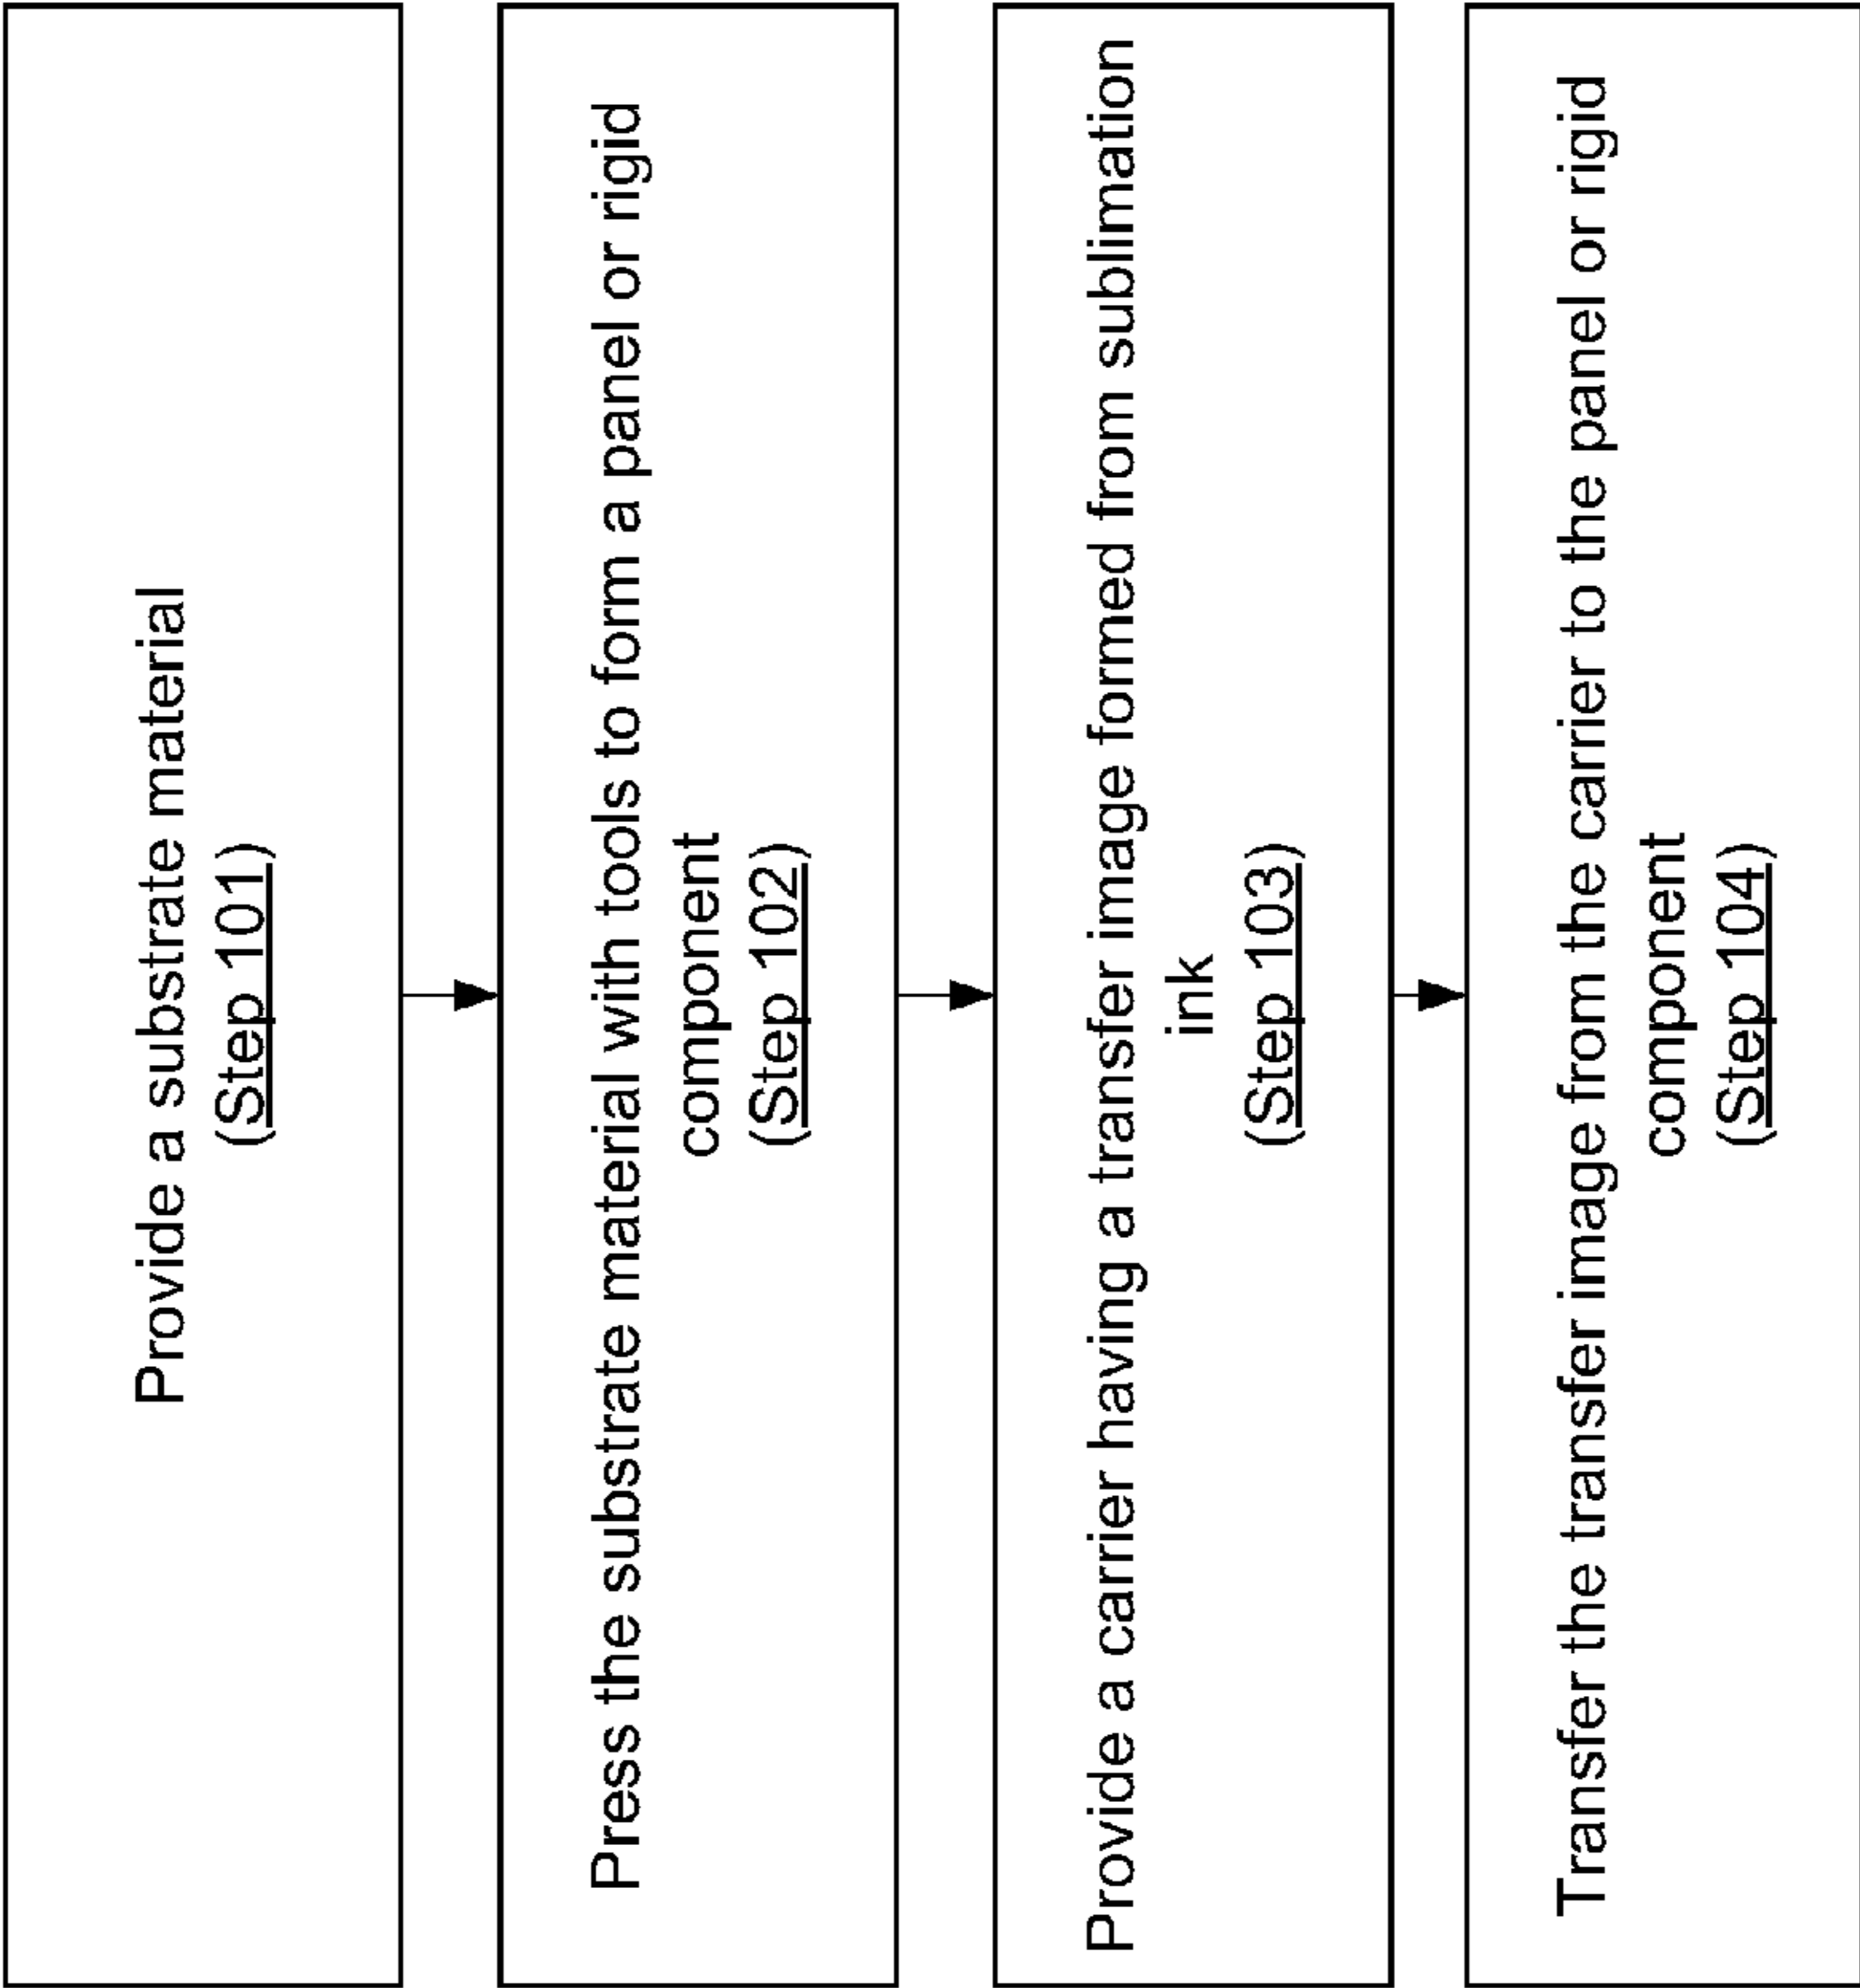 Provide a substrate material
(Step 101)
Press the substrate material with tools to form a panel or rigid
component
(Step 102)
Provide a carrier having a transfer image formed from sublimation
ink
(Step 103)
Transfer the transfer image from the carrier to the panel or rigid
component
(Step 104)